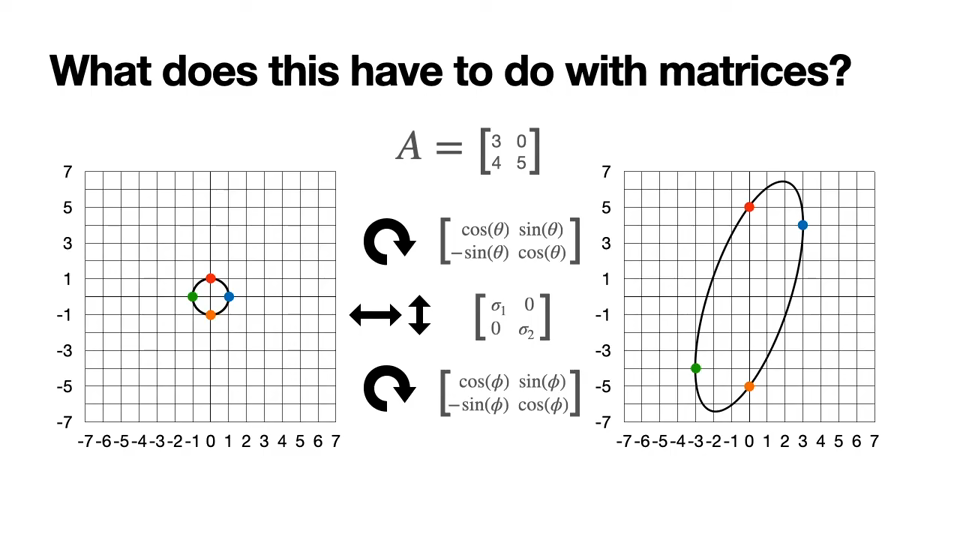 What does this have to do with matrices?
A = [3 0
4 5]
7
5
3
1
-1
-3
-5
-7
-7 -6 -5 -4 -3 -2 -1 0 1 2 3 4 5 6 7
[cos(θ) sin(θ)
−sin(θ) cos(θ)]
[σ₁ 0
0 σ₂]
[cos(ϕ) sin(ϕ)
−sin(ϕ) cos(ϕ)]
7
5
3
1
-1
-3
-5
-7
-7 -6 -5 -4 -3 -2 -1 0 1 2 3 4 5 6 7